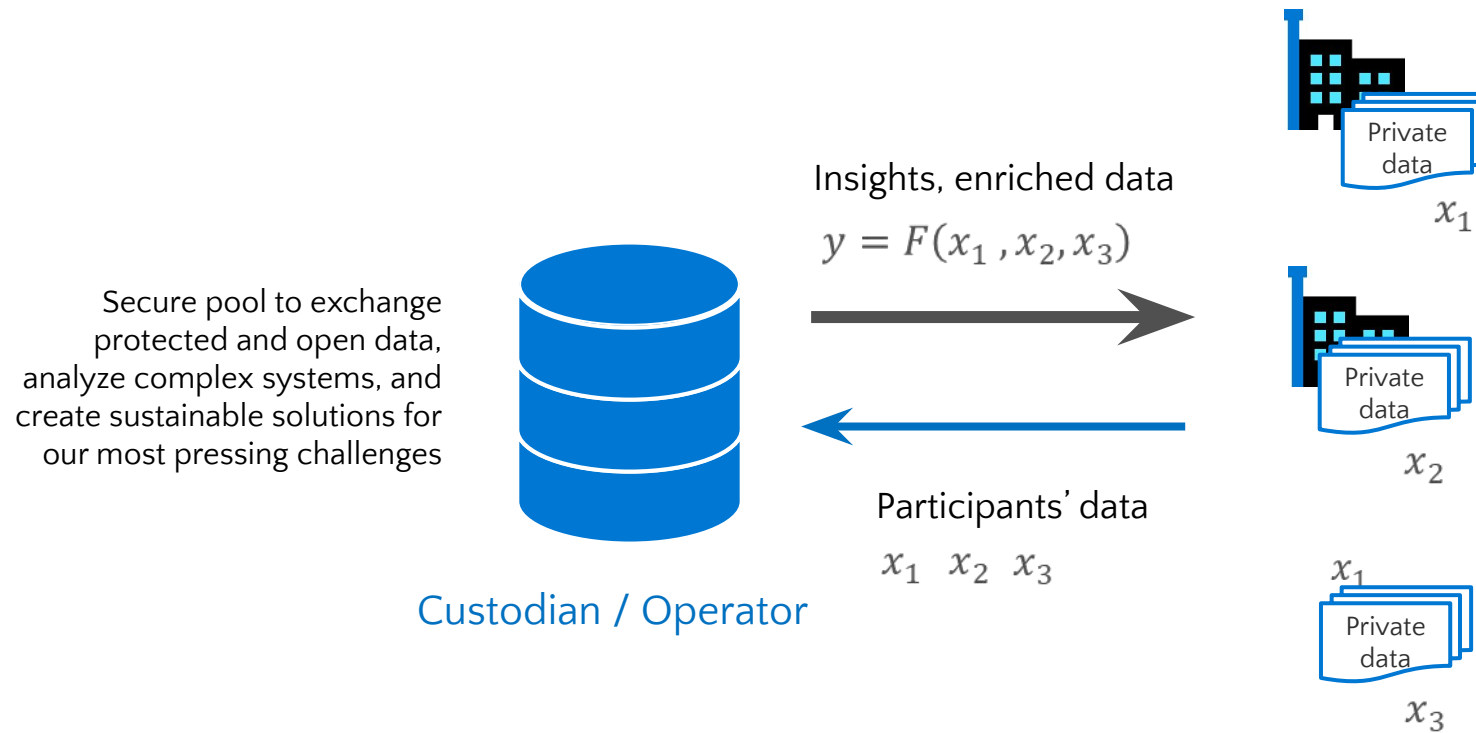 Secure pool to exchange
protected and open data,
analyze complex systems, and
create sustainable solutions for
our most pressing challenges
Custodian / Operator
Insights, enriched data
y = F(x₁ ,x₂,x₃)
Participants’ data
x₁ x₂ x₃
Private
data
x₁
Private
data
x₂
x₁
Private
data
x₃